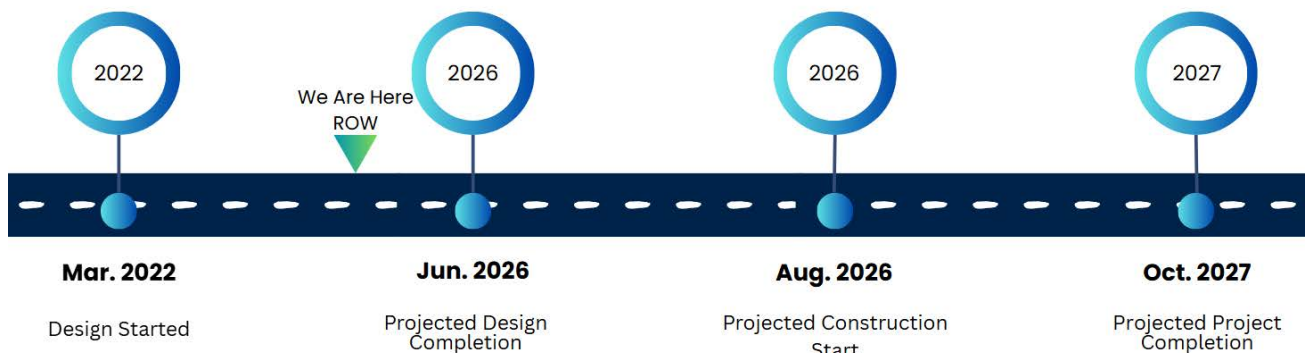 2022
2026
2026
2027
We Are Here
ROW
Mar. 2022
Jun. 2026
Aug. 2026
Oct. 2027
Design Started
Projected Design
Completion
Projected Construction
Start
Projected Project
Completion